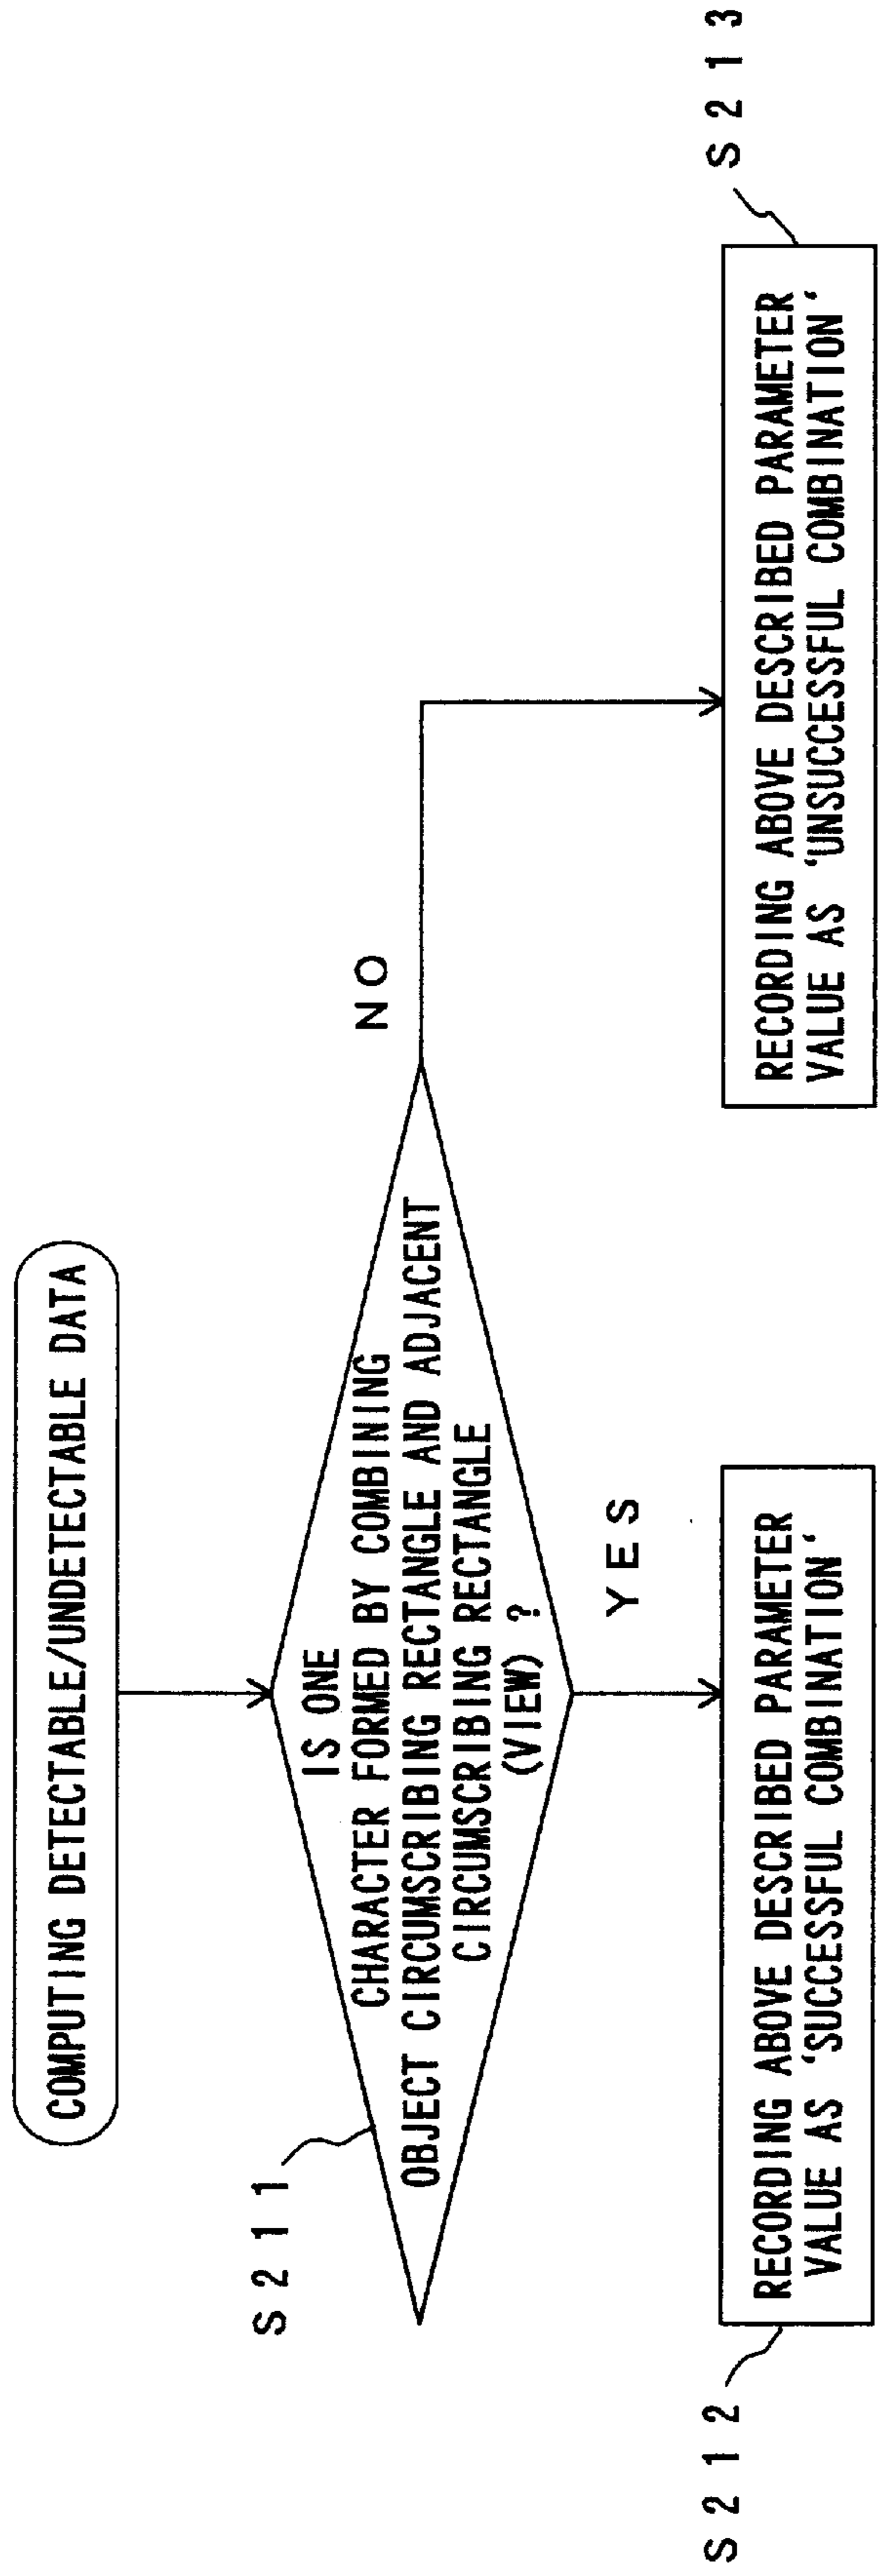 COMPUTING DETECTABLE/UNDETECTABLE DATA
S211
IS ONE
CHARACTER FORMED BY COMBINING
OBJECT CIRCUMSCRIBING RECTANGLE AND ADJACENT
CIRCUMSCRIBING RECTANGLE
(VIEW) ?
NO
YES
S212
RECORDING ABOVE DESCRIBED PARAMETER
VALUE AS ‘SUCCESSFUL COMBINATION‘
RECORDING ABOVE DESCRIBED PARAMETER
VALUE AS ‘UNSUCCESSFUL COMBINATION‘
S213